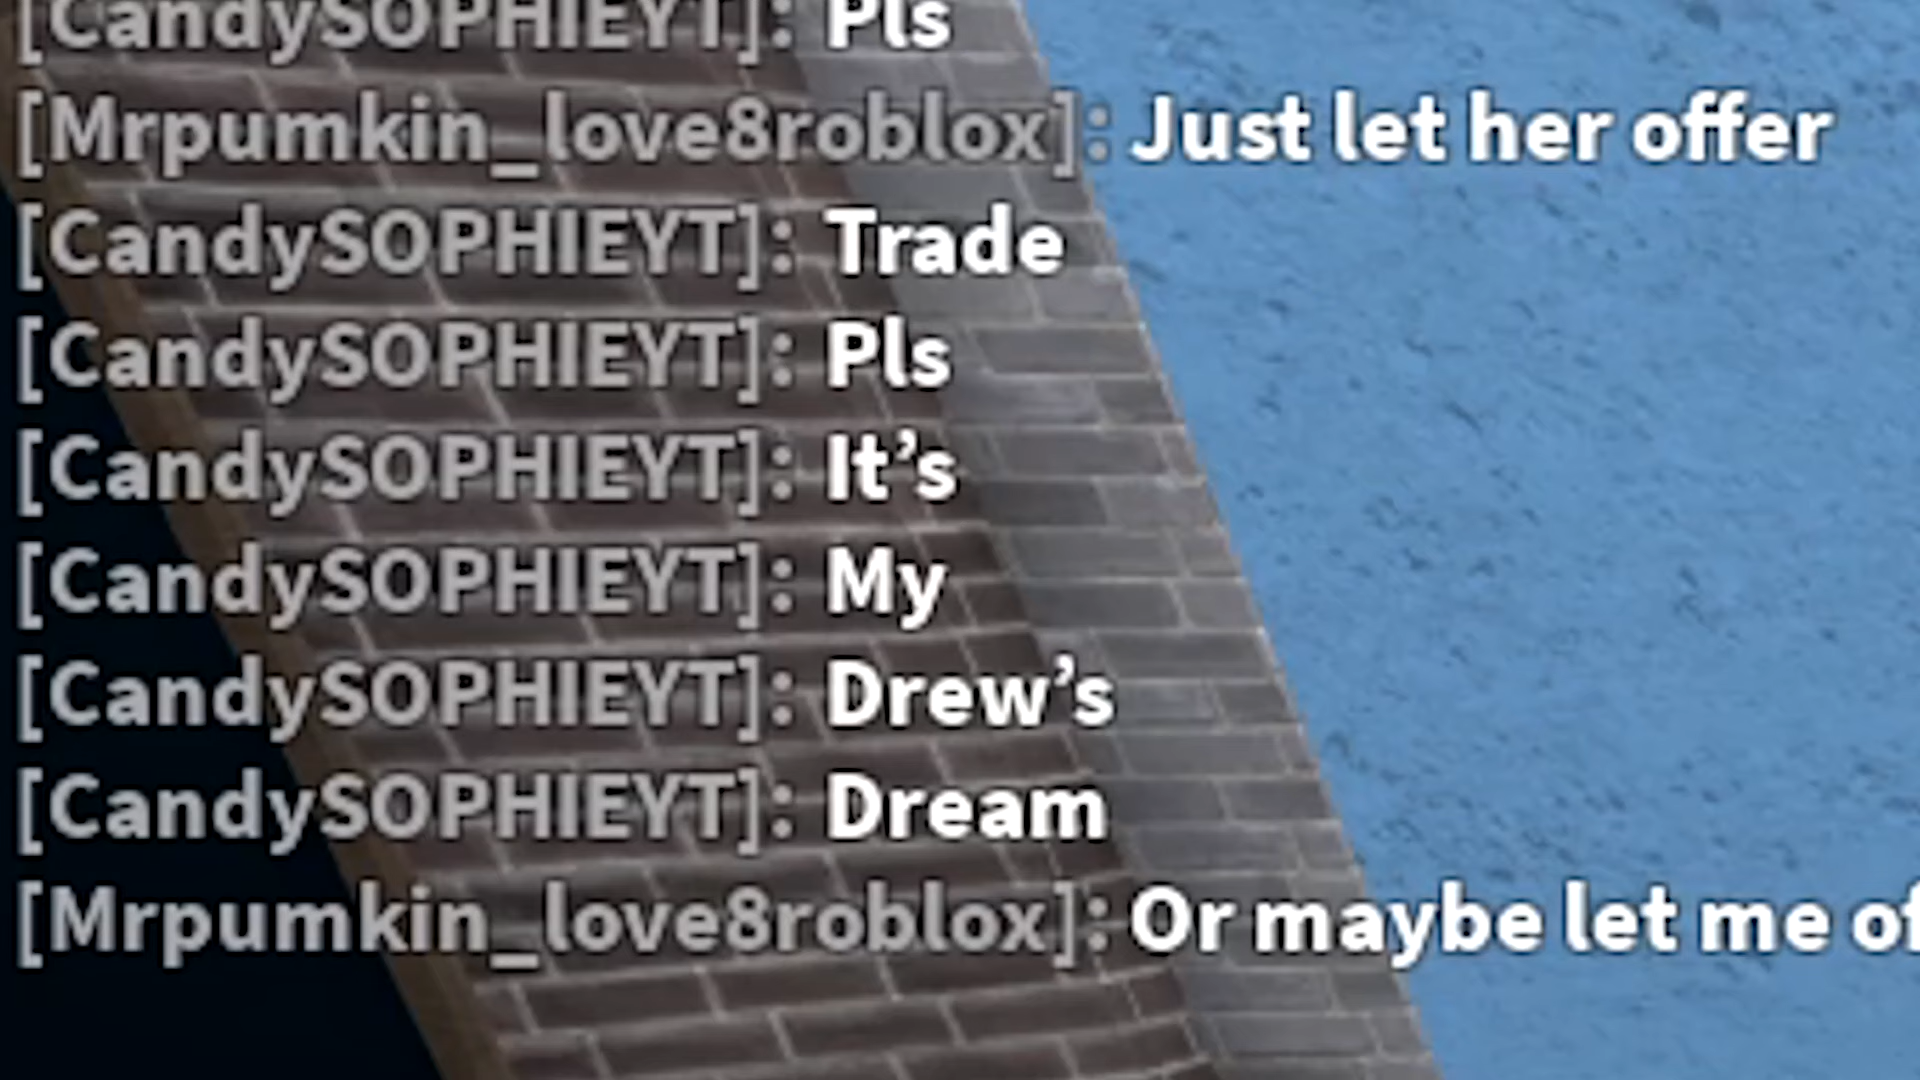 [CandySOPHIEYT]: Pls
[Mrpumkin_love8roblox]: Just let her offer
[CandySOPHIEYT]: Trade
[CandySOPHIEYT]: Pls
[CandySOPHIEYT]: It’s
[CandySOPHIEYT]: My
[CandySOPHIEYT]: Drew’s
[CandySOPHIEYT]: Dream
[Mrpumkin_love8roblox]: Or maybe let me